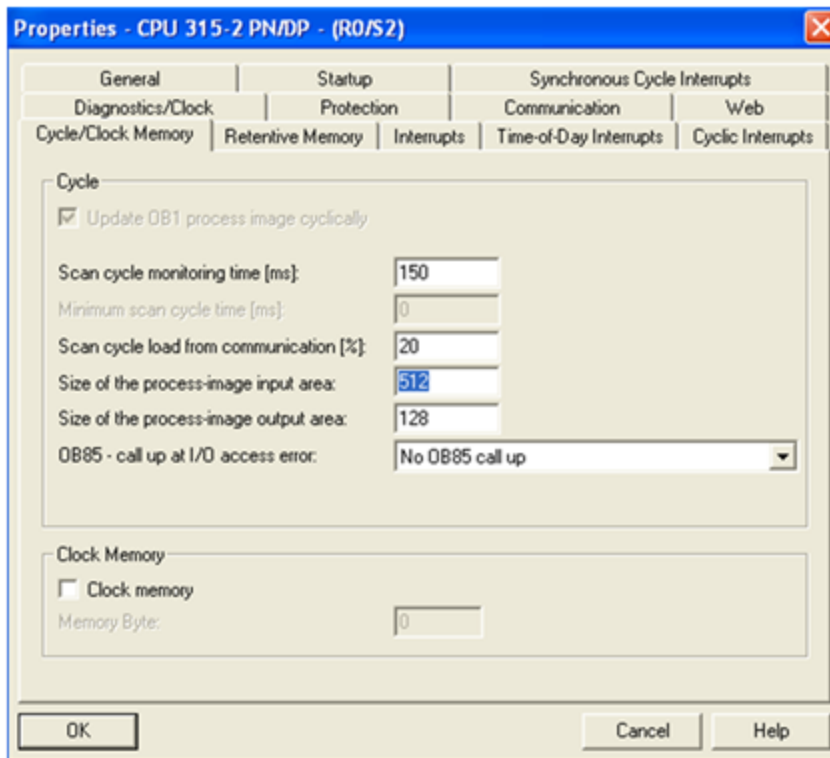 Properties - CPU 315-2 PN/DP - (R0/S2)
General Startup Synchronous Cycle Interrupts
Diagnostics/Clock Protection Communication Web
Cycle/Clock Memory Retentive Memory Interrupts Time-of-Day Interrupts Cyclic Interrupts
Cycle
Update OB1 process image cyclically
Scan cycle monitoring time [ms]: 150
Minimum scan cycle time [ms]: 0
Scan cycle load from communication [%]: 20
Size of the process-image input area: 512
Size of the process-image output area: 128
OB85 - call up at I/O access error: No OB85 call up
Clock Memory
Clock memory
Memory Byte: 0
OK Cancel Help